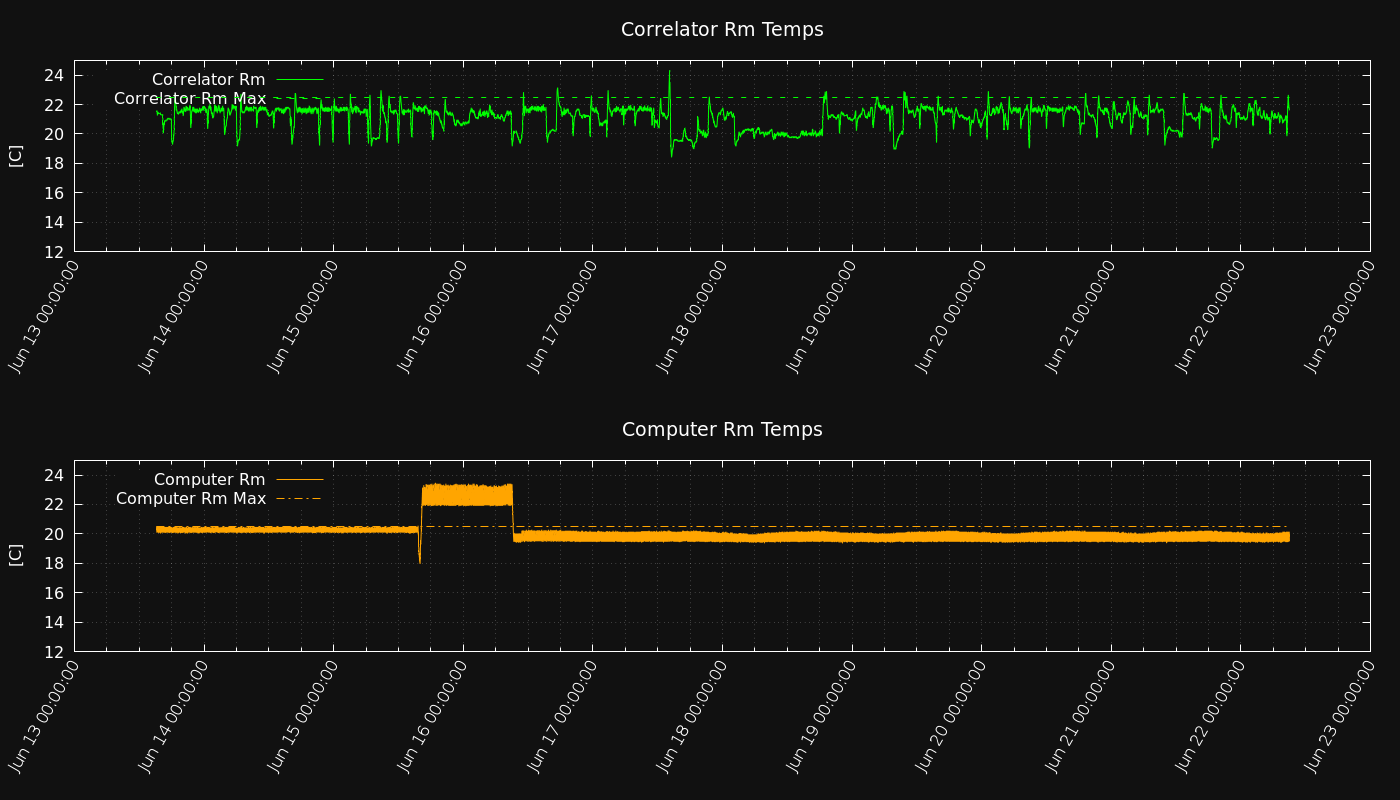 Correlator Rm Temps
Correlator Rm
Correlator Rm Max
24
22
20
18
16
14
12
[C]
Jun 13 00:00:00
Jun 14 00:00:00
Jun 15 00:00:00
Jun 16 00:00:00
Jun 17 00:00:00
Jun 18 00:00:00
Jun 19 00:00:00
Jun 20 00:00:00
Jun 21 00:00:00
Jun 22 00:00:00
Jun 23 00:00:00
Computer Rm Temps
Computer Rm
Computer Rm Max
24
22
20
18
16
14
12
[C]
Jun 13 00:00:00
Jun 14 00:00:00
Jun 15 00:00:00
Jun 16 00:00:00
Jun 17 00:00:00
Jun 18 00:00:00
Jun 19 00:00:00
Jun 20 00:00:00
Jun 21 00:00:00
Jun 22 00:00:00
Jun 23 00:00:00